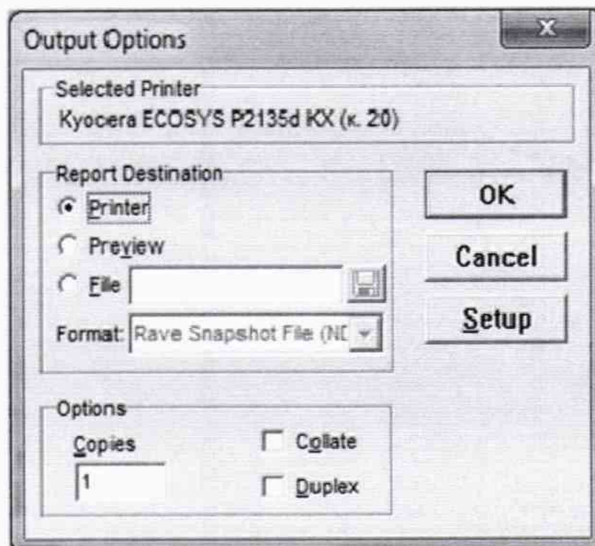 Output Options
x
Selected Printer
Kyocera ECOSYS P2135d KX (к. 20)
Report Destination
Printer
Preview
File
Format: Rave Snapshot File (ND
OK
Cancel
Setup
Options
Copies
1
Collate
Duplex